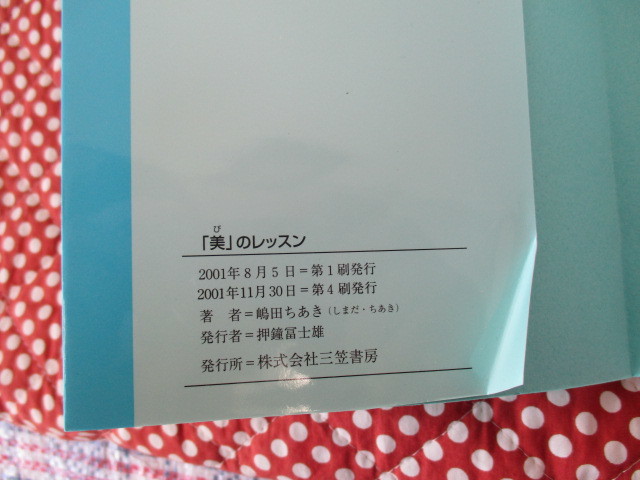 「美」のレッスン
び
2001年8月5日=第1刷発行
2001年11月30日=第4刷発行
著　者=嶋田ちあき(しまだ・ちあき)
発行者=押鐘冨士雄
発行所=株式会社三笠書房